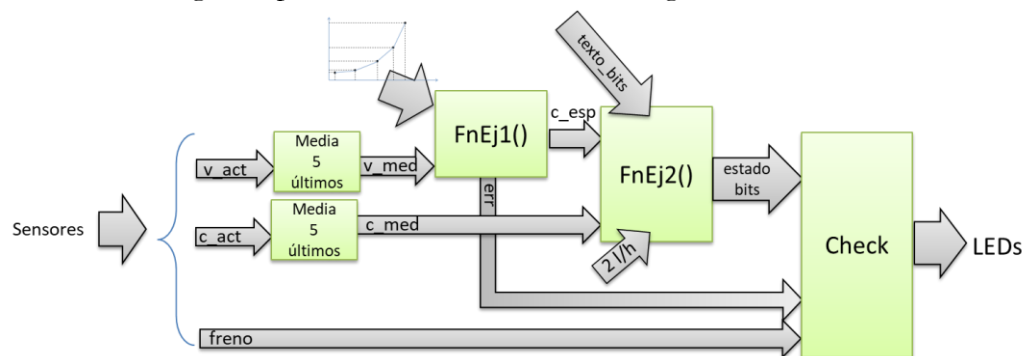 texto_bits
c_esp
FnEj1()
Media
5
últimos
v_act
v_med
FnEj2()
estado
bits
err
Sensores
Media
5
últimos
c_act
c_med
2 l/h
Check
LEDs
freno